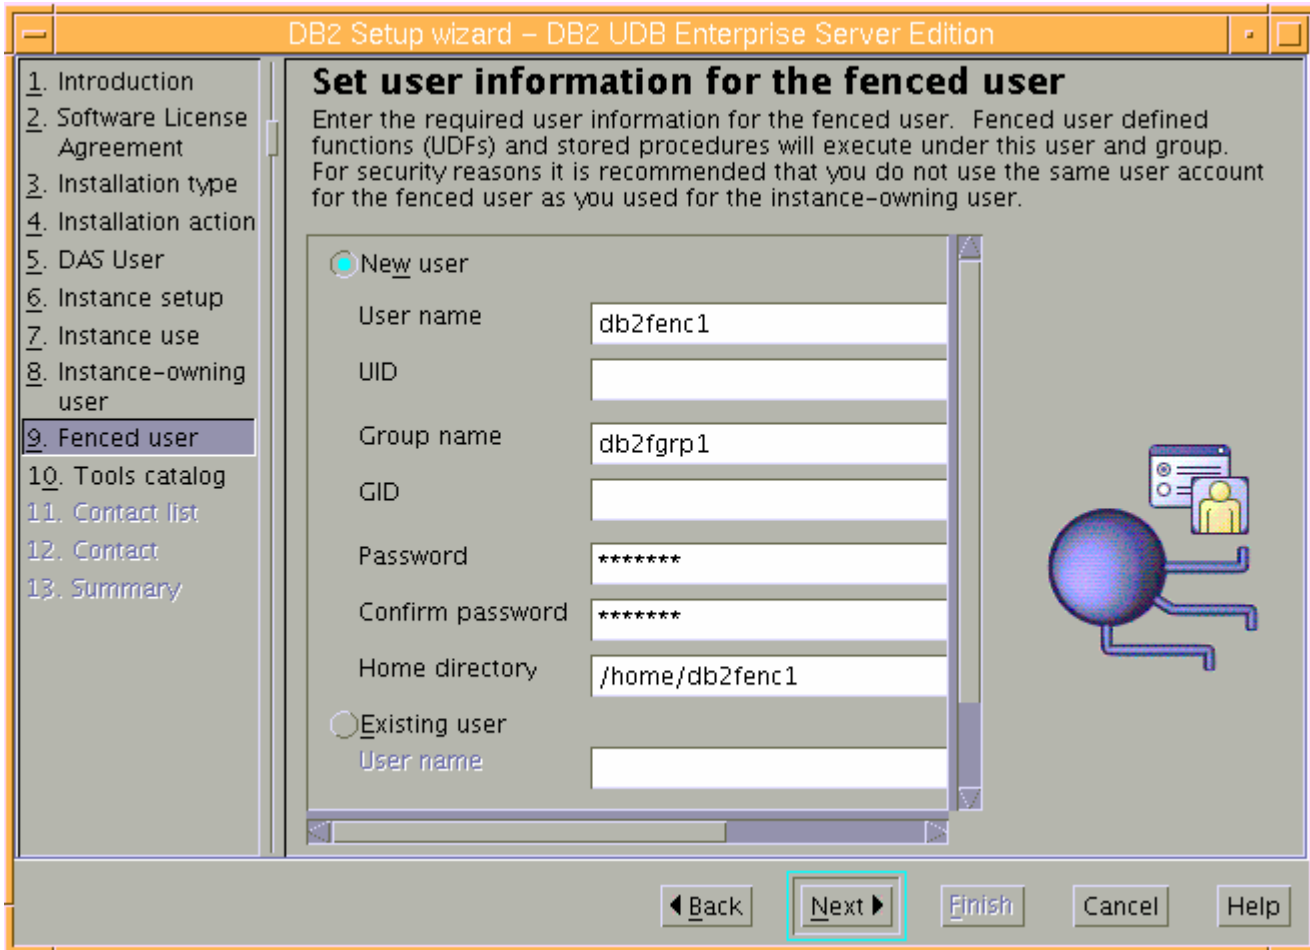 DB2 Setup wizard – DB2 UDB Enterprise Server Edition
1. Introduction
2. Software License
Agreement
3. Installation type
4. Installation action
5. DAS User
6. Instance setup
7. Instance use
8. Instance-owning
user
9. Fenced user
10. Tools catalog
11. Contact list
12. Contact
13. Summary
Set user information for the fenced user
Enter the required user information for the fenced user. Fenced user defined
functions (UDFs) and stored procedures will execute under this user and group.
For security reasons it is recommended that you do not use the same user account
for the fenced user as you used for the instance-owning user.
New user
User name db2fenc1
UID
Group name db2fgrp1
GID
Password *******
Confirm password *******
Home directory /home/db2fenc1
Existing user
User name
Back Next Finish Cancel Help